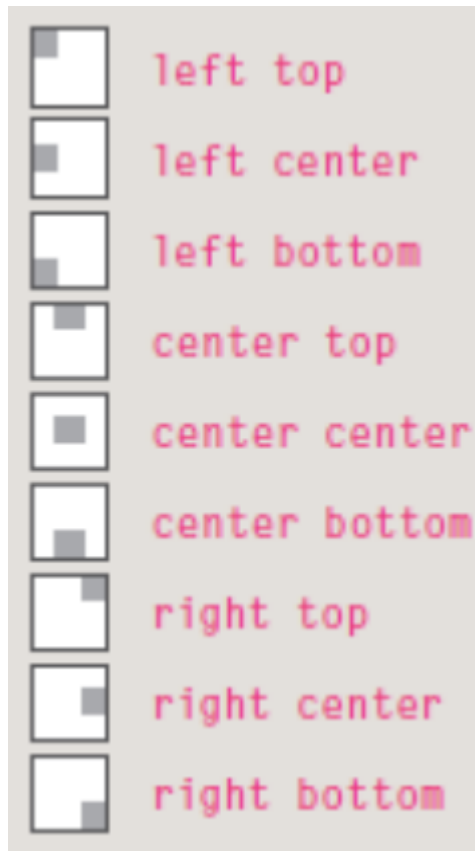 left top
left center
left bottom
center top
center center
center bottom
right top
right center
right bottom